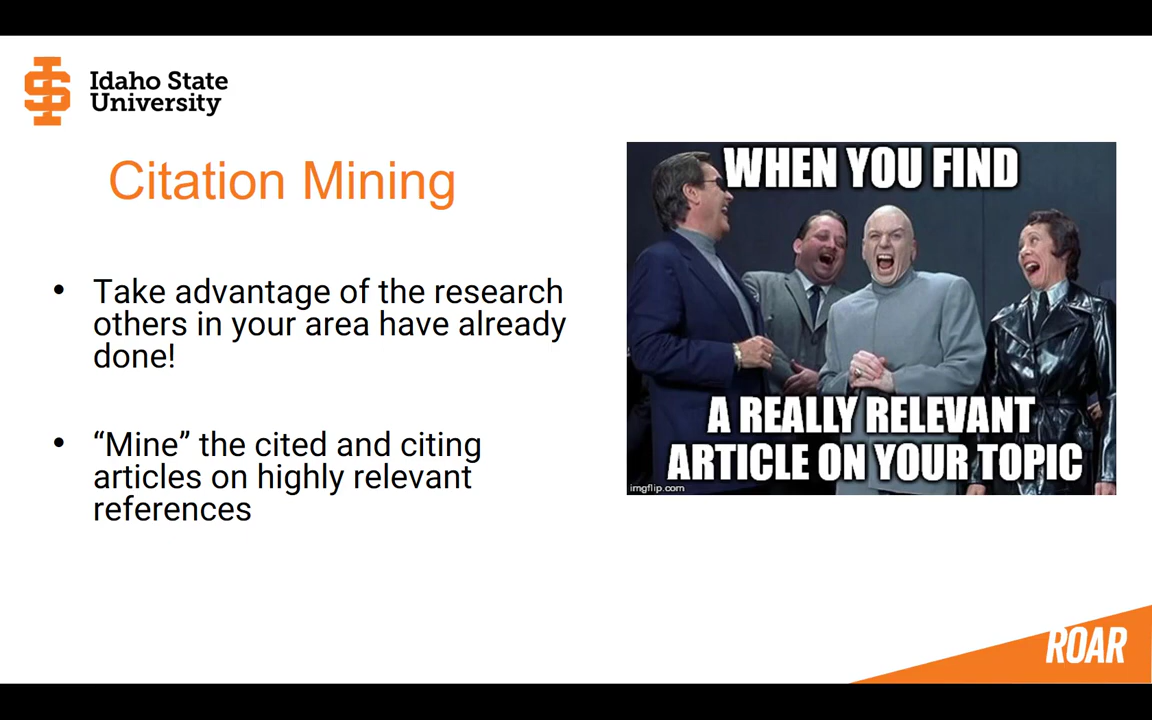 Idaho State
University
Citation Mining
• Take advantage of the research
others in your area have already
done!
• “Mine” the cited and citing
articles on highly relevant
references
WHEN YOU FIND
A REALLY RELEVANT
ARTICLE ON YOUR TOPIC
imgflip.com
ROAR